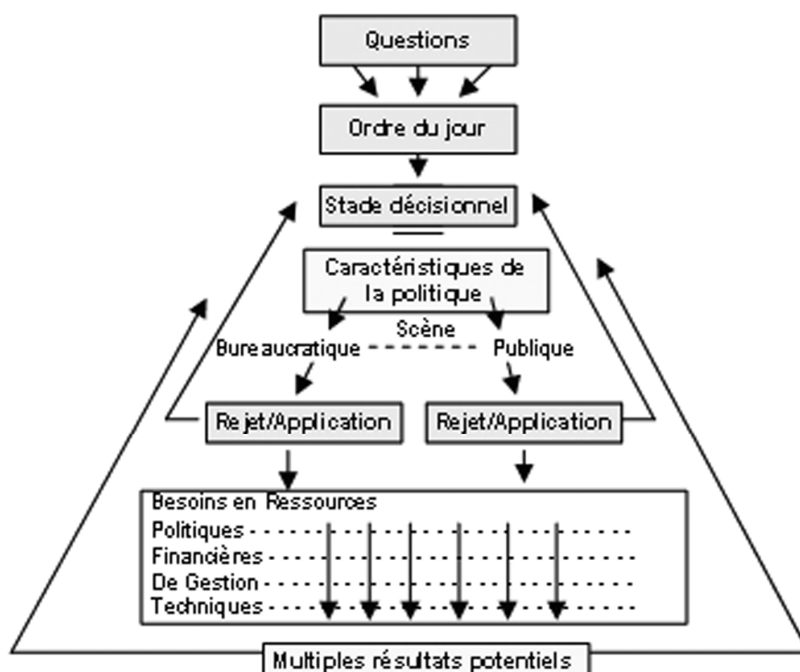 Questions
Ordre du jour
Stade décisionnel
Caractéristiques de
la politique
Scène
Bureaucratique
Publique
Rejet/Application
Rejet/Application
Besoins en Ressources
Politiques
Financières
De Gestion
Techniques
Multiples résultats potentiels